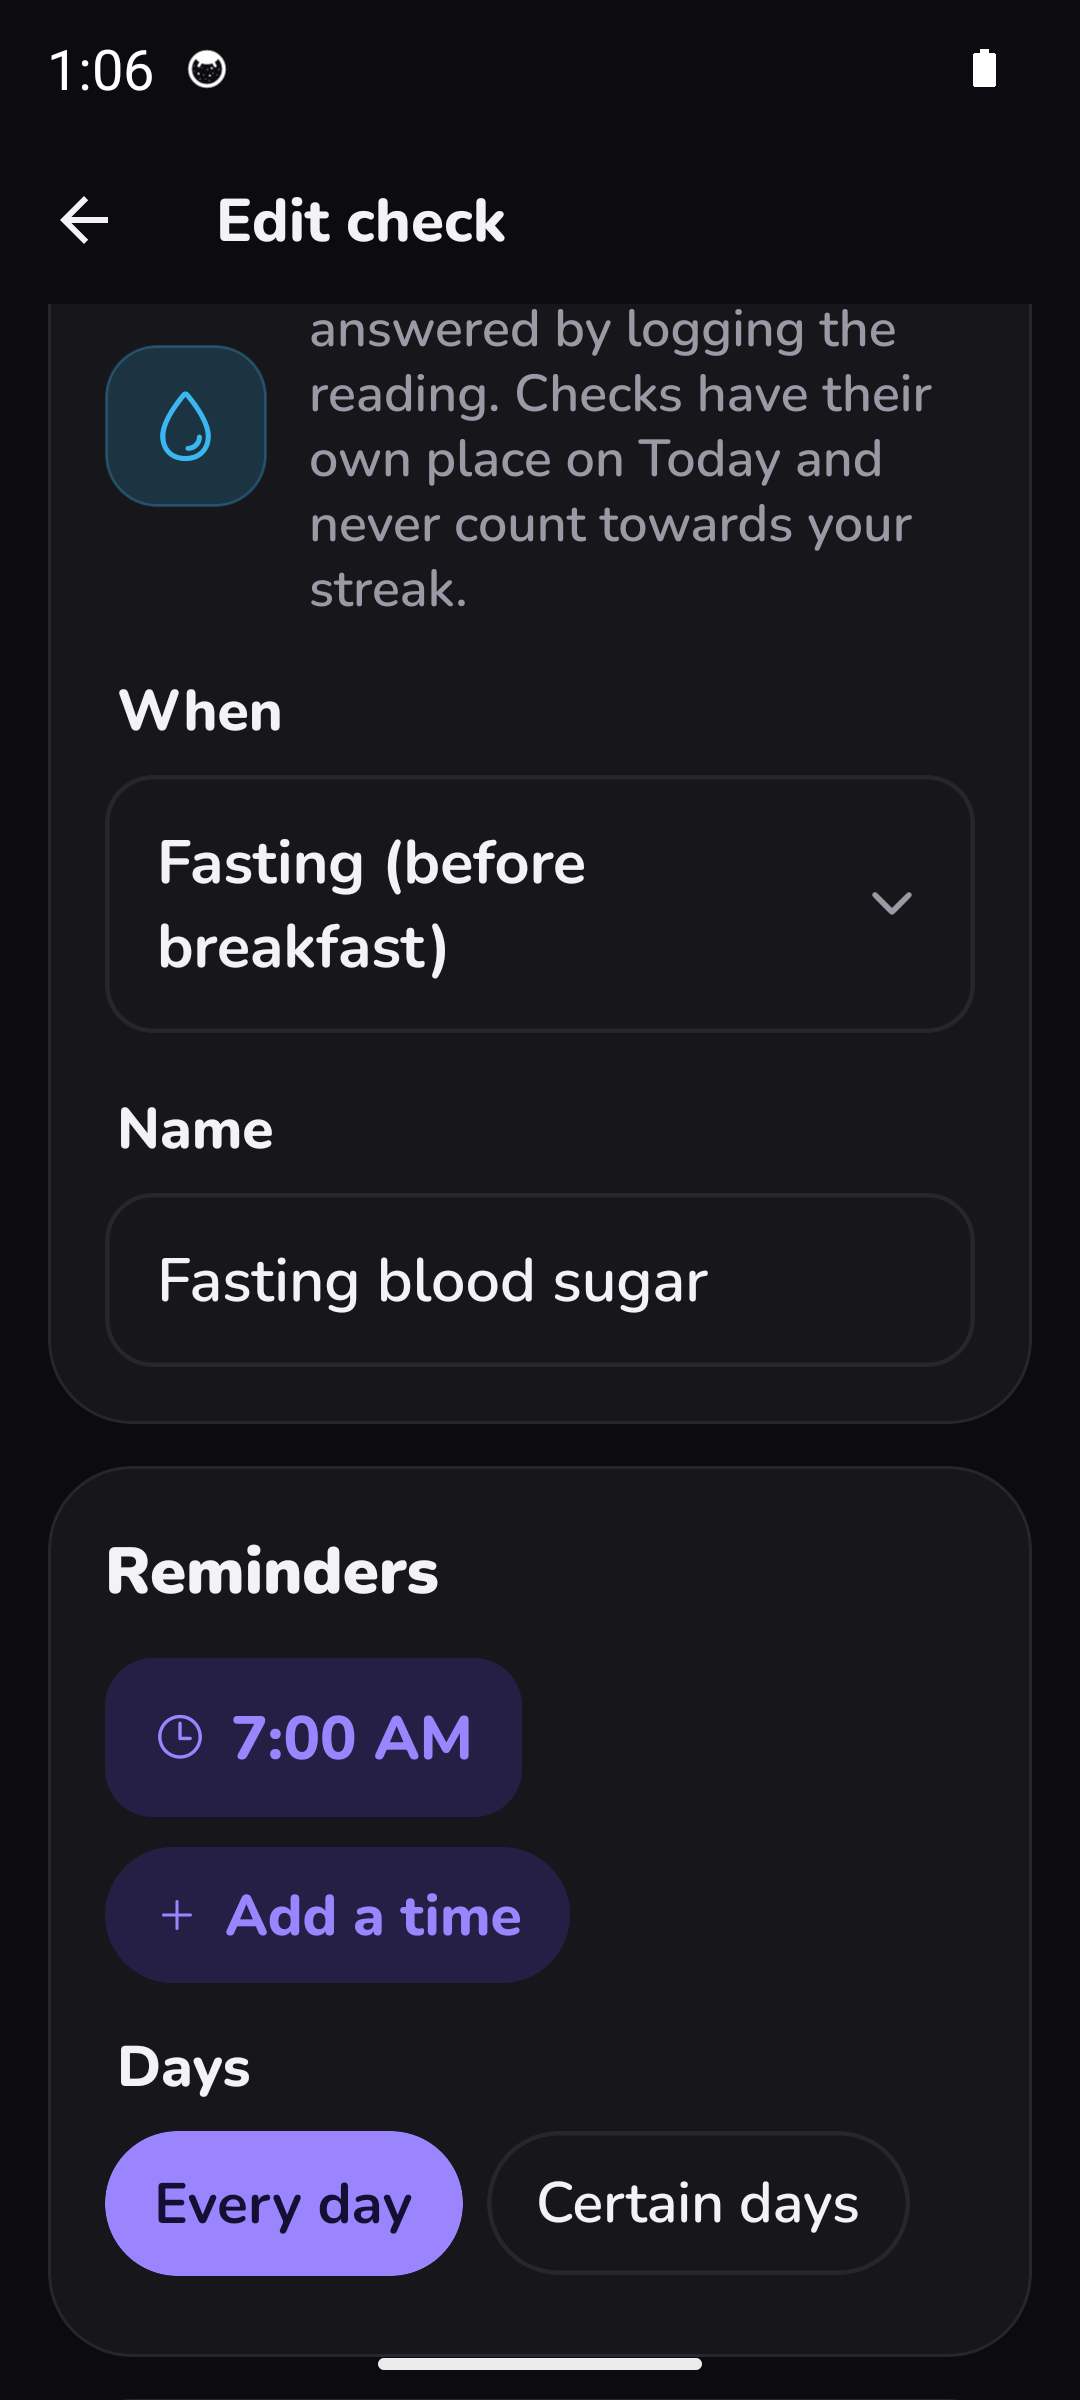 1:06
Edit check
answered by logging the
reading. Checks have their
own place on Today and
never count towards your
streak.
When
Fasting (before
breakfast)
Name
Fasting blood sugar
Reminders
7:00 AM
+ Add a time
Days
Every day
Certain days